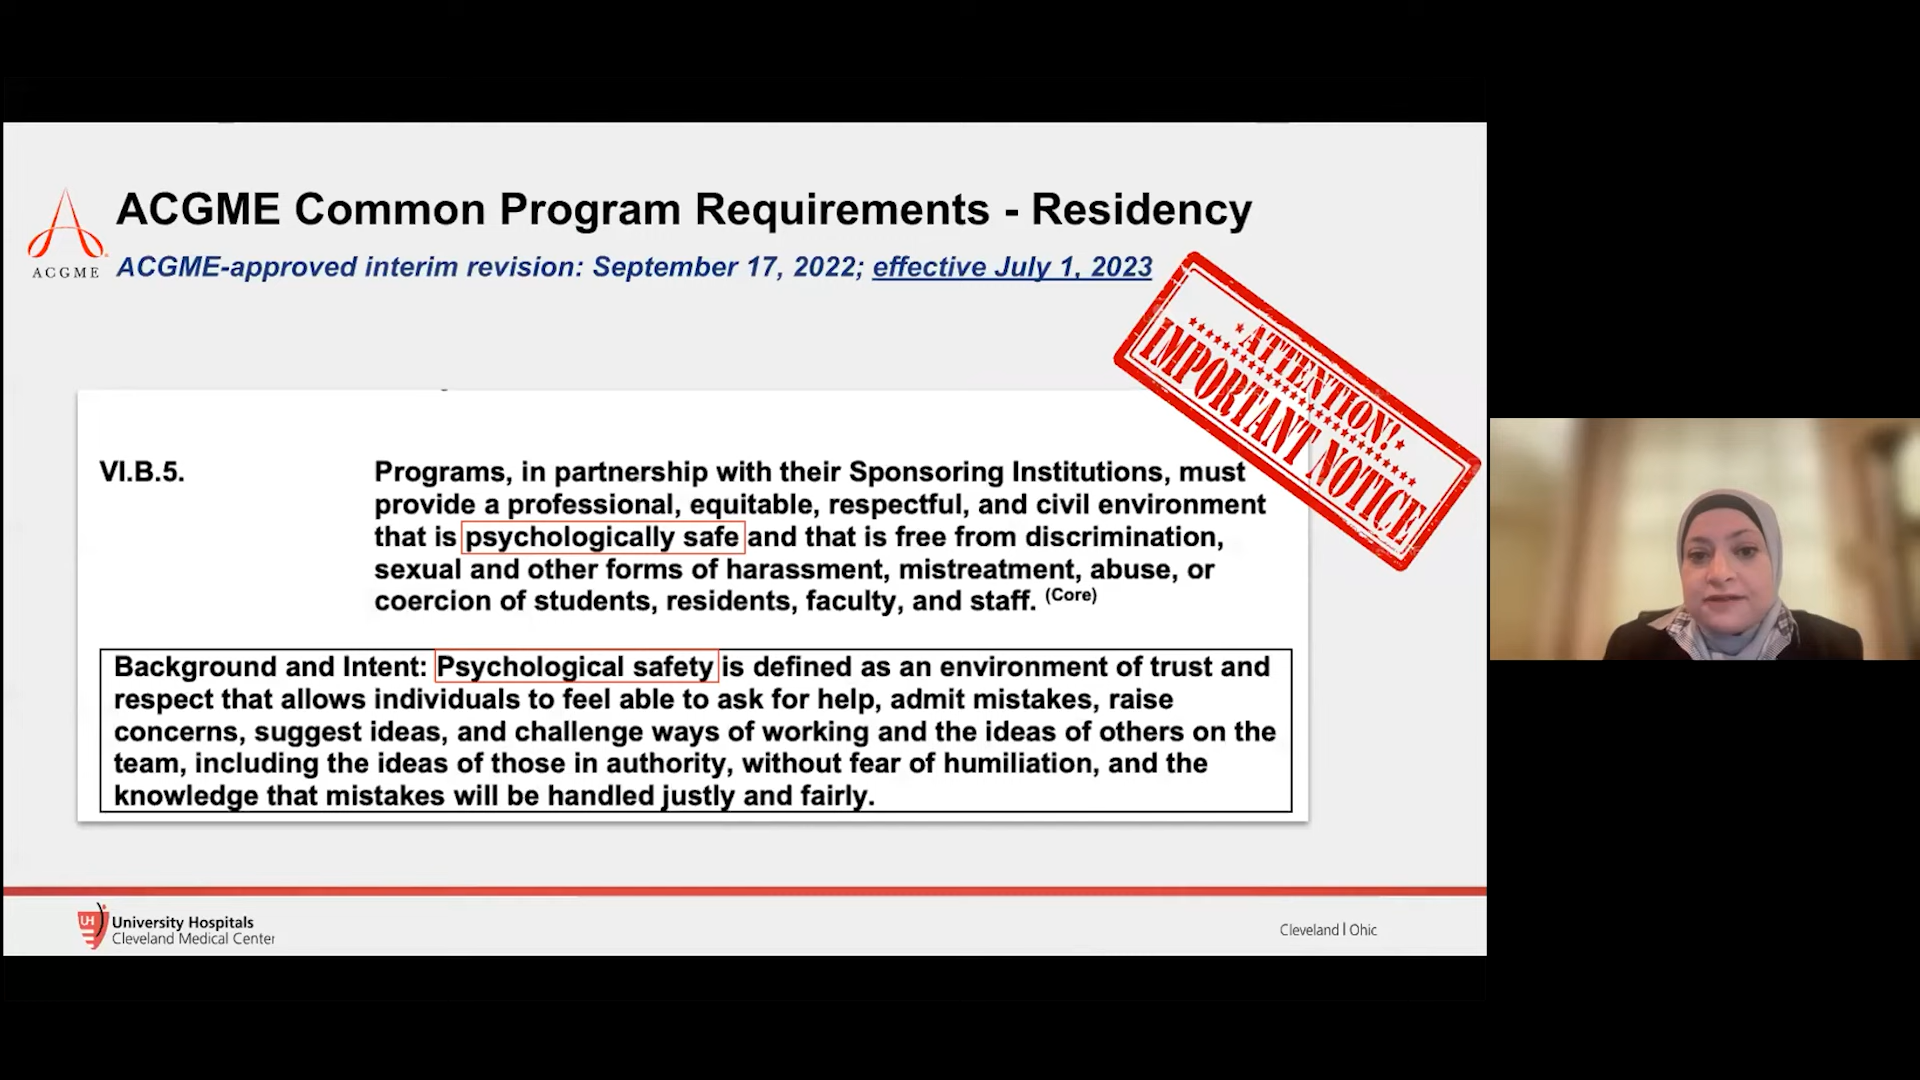 ACGME Common Program Requirements - Residency
ACGME
ACGME-approved interim revision: September 17, 2022; effective July 1, 2023
ATTENTION!
IMPORTANT NOTICE
VI.B.5. Programs, in partnership with their Sponsoring Institutions, must
provide a professional, equitable, respectful, and civil environment
that is psychologically safe and that is free from discrimination,
sexual and other forms of harassment, mistreatment, abuse, or
coercion of students, residents, faculty, and staff. (Core)
Background and Intent: Psychological safety is defined as an environment of trust and
respect that allows individuals to feel able to ask for help, admit mistakes, raise
concerns, suggest ideas, and challenge ways of working and the ideas of others on the
team, including the ideas of those in authority, without fear of humiliation, and the
knowledge that mistakes will be handled justly and fairly.
UH
University Hospitals
Cleveland Medical Center
Cleveland | Ohic